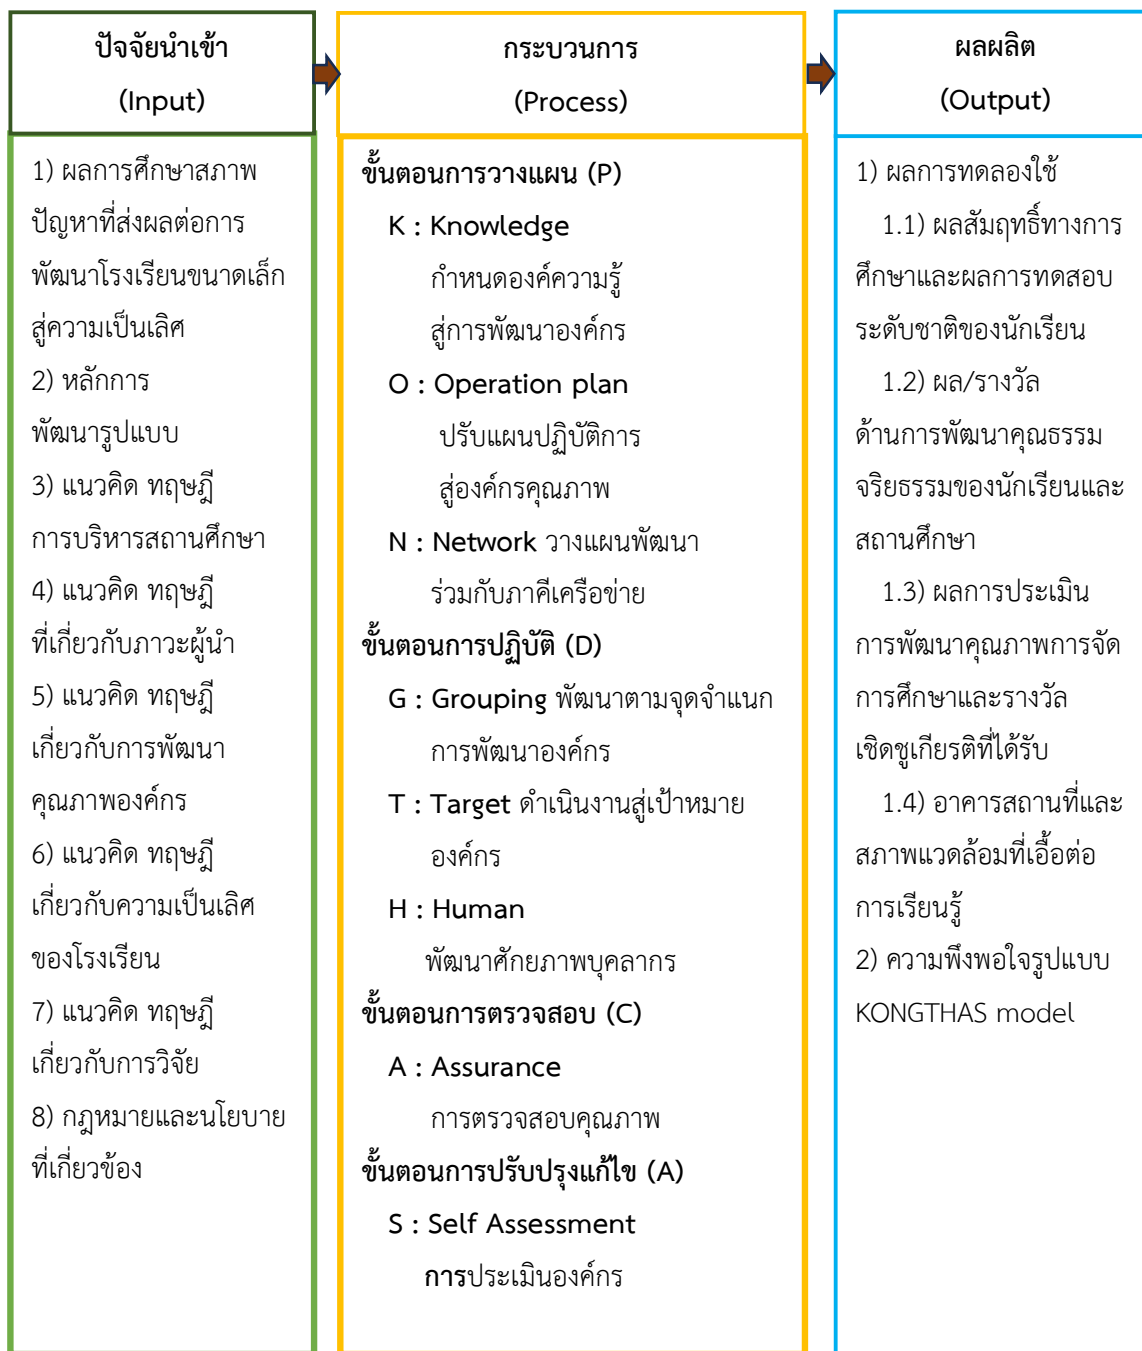 ปัจจัยนำเข้า
(Input)
1) ผลการศึกษาสภาพ
ปัญหาที่ส่งผลต่อการ
พัฒนาโรงเรียนขนาดเล็ก
สู่ความเป็นเลิศ
2) หลักการ
พัฒนารูปแบบ
3) แนวคิด ทฤษฎี
การบริหารสถานศึกษา
4) แนวคิด ทฤษฎี
ที่เกี่ยวกับภาวะผู้นำ
5) แนวคิด ทฤษฎี
เกี่ยวกับการพัฒนา
คุณภาพองค์กร
6) แนวคิด ทฤษฎี
เกี่ยวกับความเป็นเลิศ
ของโรงเรียน
7) แนวคิด ทฤษฎี
เกี่ยวกับการวิจัย
8) กฎหมายและนโยบาย
ที่เกี่ยวข้อง
กระบวนการ
(Process)
ขั้นตอนการวางแผน (P)
K : Knowledge
กำหนดองค์ความรู้
สู่การพัฒนาองค์กร
O : Operation plan
ปรับแผนปฏิบัติการ
สู่องค์กรคุณภาพ
N : Network วางแผนพัฒนา
ร่วมกับภาคีเครือข่าย
ขั้นตอนการปฏิบัติ (D)
G : Grouping พัฒนาตามจุดจำแนก
การพัฒนาองค์กร
T : Target ดำเนินงานสู่เป้าหมาย
องค์กร
H : Human
พัฒนาศักยภาพบุคลากร
ขั้นตอนการตรวจสอบ (C)
A : Assurance
การตรวจสอบคุณภาพ
ขั้นตอนการปรับปรุงแก้ไข (A)
S : Self Assessment
การประเมินองค์กร
ผลผลิต
(Output)
1) ผลการทดลองใช้
1.1) ผลสัมฤทธิ์ทางการ
ศึกษาและผลการทดสอบ
ระดับชาติของนักเรียน
1.2) ผล/รางวัล
ด้านการพัฒนาคุณธรรม
จริยธรรมของนักเรียนและ
สถานศึกษา
1.3) ผลการประเมิน
การพัฒนาคุณภาพการจัด
การศึกษาและรางวัล
เชิดชูเกียรติที่ได้รับ
1.4) อาคารสถานที่และ
สภาพแวดล้อมที่เอื้อต่อ
การเรียนรู้
2) ความพึงพอใจรูปแบบ
KONGTHAS model